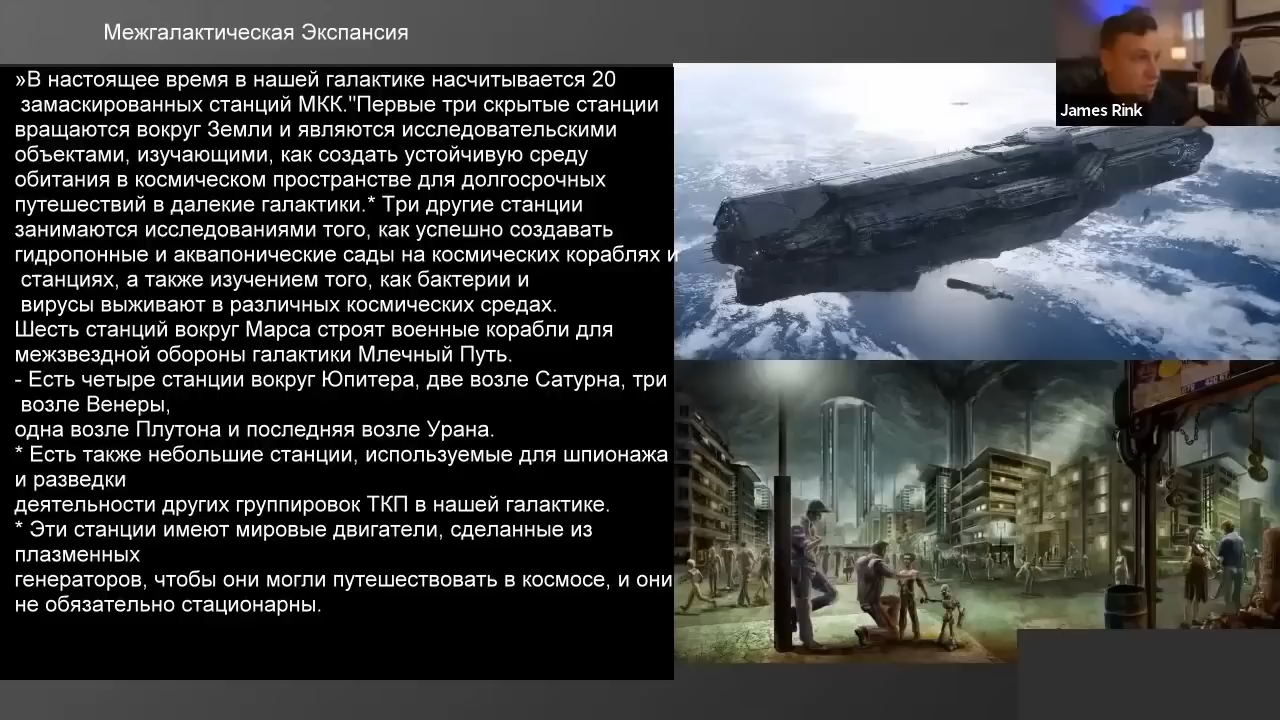 Межгалактическая Экспансия
James Rink
»В настоящее время в нашей галактике насчитывается 20
замаскированных станций МКК."Первые три скрытые станции
вращаются вокруг Земли и являются исследовательскими
объектами, изучающими, как создать устойчивую среду
обитания в космическом пространстве для долгосрочных
путешествий в далекие галактики.* Три другие станции
занимаются исследованиями того, как успешно создавать
гидропонные и аквапонические сады на космических кораблях и
станциях, а также изучением того, как бактерии и
вирусы выживают в различных космических средах.
Шесть станций вокруг Марса строят военные корабли для
межзвездной обороны галактики Млечный Путь.
- Есть четыре станции вокруг Юпитера, две возле Сатурна, три
возле Венеры,
одна возле Плутона и последняя возле Урана.
* Есть также небольшие станции, используемые для шпионажа
и разведки
деятельности других группировок ТКП в нашей галактике.
* Эти станции имеют мировые двигатели, сделанные из
плазменных
генераторов, чтобы они могли путешествовать в космосе, и они
не обязательно стационарны.